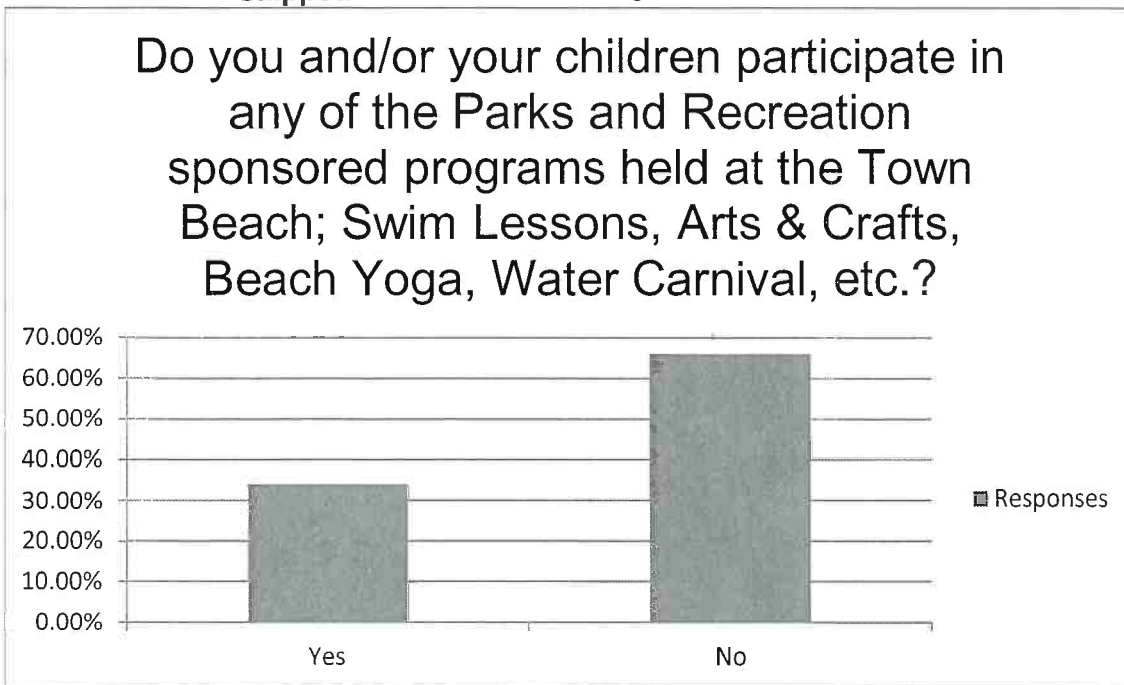 Do you and/or your children participate in
any of the Parks and Recreation
sponsored programs held at the Town
Beach; Swim Lessons, Arts & Crafts,
Beach Yoga, Water Carnival, etc.?
70.00%
60.00%
50.00%
40.00%
30.00%
20.00%
10.00%
0.00%
Yes
No
Responses